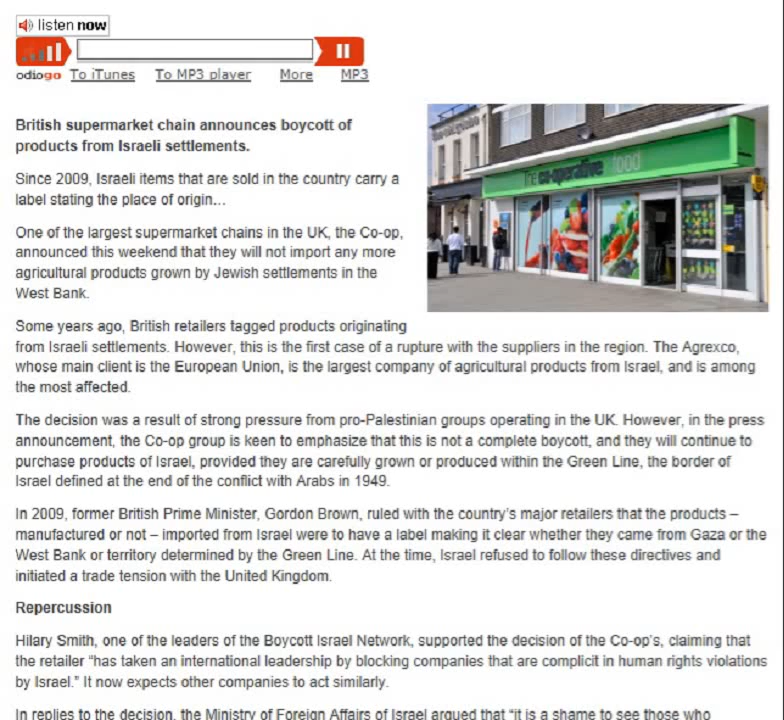 listen now
odiogo To iTunes To MP3 player More MP3
The co-operative food
British supermarket chain announces boycott of
products from Israeli settlements.
Since 2009, Israeli items that are sold in the country carry a
label stating the place of origin...
One of the largest supermarket chains in the UK, the Co-op,
announced this weekend that they will not import any more
agricultural products grown by Jewish settlements in the
West Bank.
Some years ago, British retailers tagged products originating
from Israeli settlements. However, this is the first case of a rupture with the suppliers in the region. The Agrexco,
whose main client is the European Union, is the largest company of agricultural products from Israel, and is among
the most affected.
The decision was a result of strong pressure from pro-Palestinian groups operating in the UK. However, in the press
announcement, the Co-op group is keen to emphasize that this is not a complete boycott, and they will continue to
purchase products of Israel, provided they are carefully grown or produced within the Green Line, the border of
Israel defined at the end of the conflict with Arabs in 1949.
In 2009, former British Prime Minister, Gordon Brown, ruled with the country's major retailers that the products –
manufactured or not – imported from Israel were to have a label making it clear whether they came from Gaza or the
West Bank or territory determined by the Green Line. At the time, Israel refused to follow these directives and
initiated a trade tension with the United Kingdom.
Repercussion
Hilary Smith, one of the leaders of the Boycott Israel Network, supported the decision of the Co-op's, claiming that
the retailer “has taken an international leadership by blocking companies that are complicit in human rights violations
by Israel.” It now expects other companies to act similarly.
In replies to the decision, the Ministry of Foreign Affairs of Israel argued that “it is a shame to see those who